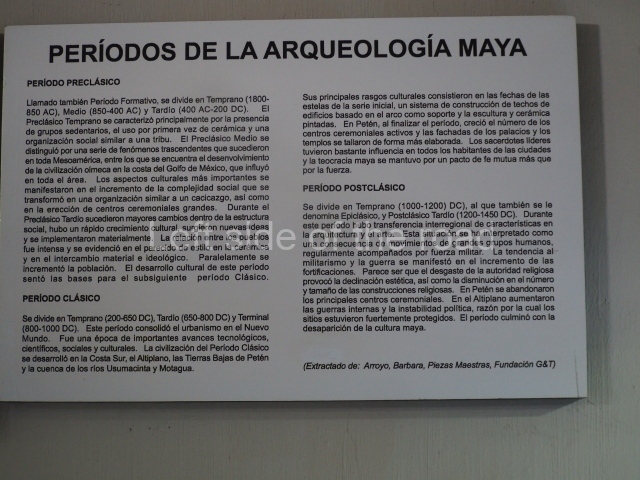 PERÍODOS DE LA ARQUEOLOGÍA MAYA
PERÍODO PRECLÁSICO
Llamado también Período Formativo, se divide en Temprano (1800-
850 AC), Medio (850-400 AC) y Tardío (400 AC-200 DC). El
Preclásico Temprano se caracterizó principalmente por la presencia
de grupos sedentarios, el uso por primera vez de cerámica y una
organización social similar a una tribu. El Preclásico Medio se
distinguió por una serie de fenómenos trascendentes que sucedieron
en toda Mesoamérica, entre los que se encuentra el desenvolvimiento
de la civilización olmeca en la costa del Golfo de México, que influyó
en toda el área. Los aspectos culturales más importantes se
manifestaron en el incremento de la complejidad social que se
transformó en una organización similar a un cacicazgo, así como
en la erección de centros ceremoniales grandes. Durante el
Preclásico Tardío sucedieron mayores cambios dentro de la estructura
social, hubo un rápido crecimiento cultural y se hicieron nuevas
y se implementaron materialmente. La relación entre los pueblos
fue intensa y se evidenció en el parecido de estilo en la cerámica
y en el intercambio material e ideológico. Paralelamente se
incrementó la población. El desarrollo cultural de este período
sentó las bases para el subsiguiente período Clásico.
PERÍODO CLÁSICO
Se divide en Temprano (200-650 DC), Tardío (650-800 DC) y Terminal
(800-1000 DC). Este período consolidó el urbanismo en el Nuevo
Mundo. Fue una época de importantes avances tecnológicos,
científicos, sociales y culturales. La civilización del Período Clásico
se desarrolló en la Costa Sur, el Altiplano, las Tierras Bajas de Petén
y la cuenca de los ríos Usumacinta y Motagua.
Sus principales rasgos culturales consistieron en las fechas de las
estelas de la serie inicial, un sistema de construcción de techos de
edificios basado en el arco como soporte y la escultura y cerámica
pintadas. En Petén, al finalizar el período, creció el número de los
centros ceremoniales activos y las fachadas de los palacios y los
templos se tallaron de forma más elaborada. Los sacerdotes líderes
tuvieron bastante influencia en todos los habitantes de las ciudades
y la teocracia maya se mantuvo por un pacto de fe mutua más que
por la fuerza.
PERÍODO POSTCLÁSICO
Se divide en Temprano (1000-1200 DC), al que también se le
denomina Epiclásico, y Postclásico Tardío (1200-1450 DC). Durante
este hubo una transferencia interregional de características en
la arquitectura y el arte. Esta situación se ha interpretado como
un indicador del movimiento de grupos humanos,
regularmente acompañados por fuerza militar. La tendencia al
militarismo y la guerra se manifestó en el incremento de las
fortificaciones. Parece ser que el desgaste de la autoridad religiosa
provocó la declinación estética, así como la disminución en el número
y tamaño de las construcciones religiosas. En Petén se abandonaron
los principales centros ceremoniales. En el Altiplano aumentaron
las guerras internas y la instabilidad política, razón por la cual los
sitios estuvieron fuertemente protegidos. El período culminó con la
desaparición de la cultura maya.
(Extractado de: Arroyo, Barbara, Piezas Maestras, Fundación G&T)
Left side of the road